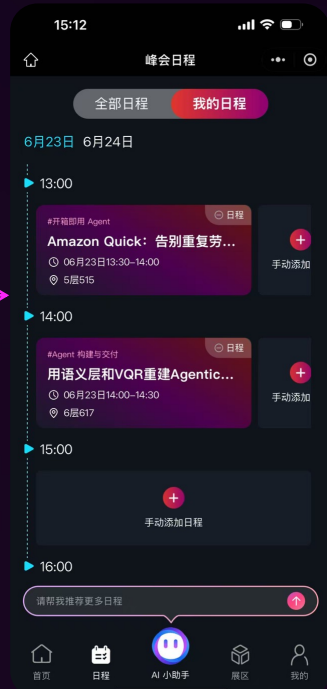 15:12
峰会日程
全部日程 我的日程
6月23日 6月24日
13:00
#开箱即用 Agent
日程
Amazon Quick：告别重复劳...
06月23日13:30-14:00
5层515
手动添加
14:00
#Agent 构建与交付
日程
用语义层和VQR重建Agentic...
06月23日14:00-14:30
6层617
手动添加
15:00
手动添加日程
16:00
请帮我推荐更多日程
首页 日程 AI 小助手 展区 我的